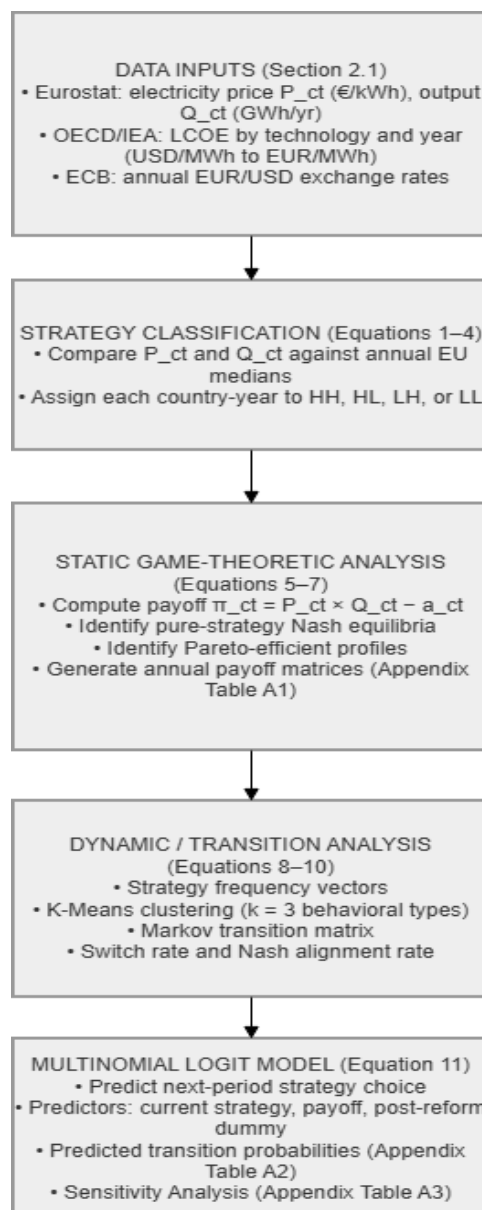 DATA INPUTS (Section 2.1)
• Eurostat: electricity price P_ct (€/kWh), output
Q_ct (GWh/yr)
• OECD/IEA: LCOE by technology and year
(USD/MWh to EUR/MWh)
• ECB: annual EUR/USD exchange rates
STRATEGY CLASSIFICATION (Equations 1–4)
• Compare P_ct and Q_ct against annual EU
medians
• Assign each country-year to HH, HL, LH, or LL
STATIC GAME-THEORETIC ANALYSIS
(Equations 5–7)
• Compute payoff π_ct = P_ct × Q_ct − a_ct
• Identify pure-strategy Nash equilibria
• Identify Pareto-efficient profiles
• Generate annual payoff matrices (Appendix
Table A1)
DYNAMIC / TRANSITION ANALYSIS
(Equations 8–10)
• Strategy frequency vectors
• K-Means clustering (k = 3 behavioral types)
• Markov transition matrix
• Switch rate and Nash alignment rate
MULTINOMIAL LOGIT MODEL (Equation 11)
• Predict next-period strategy choice
• Predictors: current strategy, payoff, post-reform
dummy
• Predicted transition probabilities (Appendix
Table A2)
• Sensitivity Analysis (Appendix Table A3)